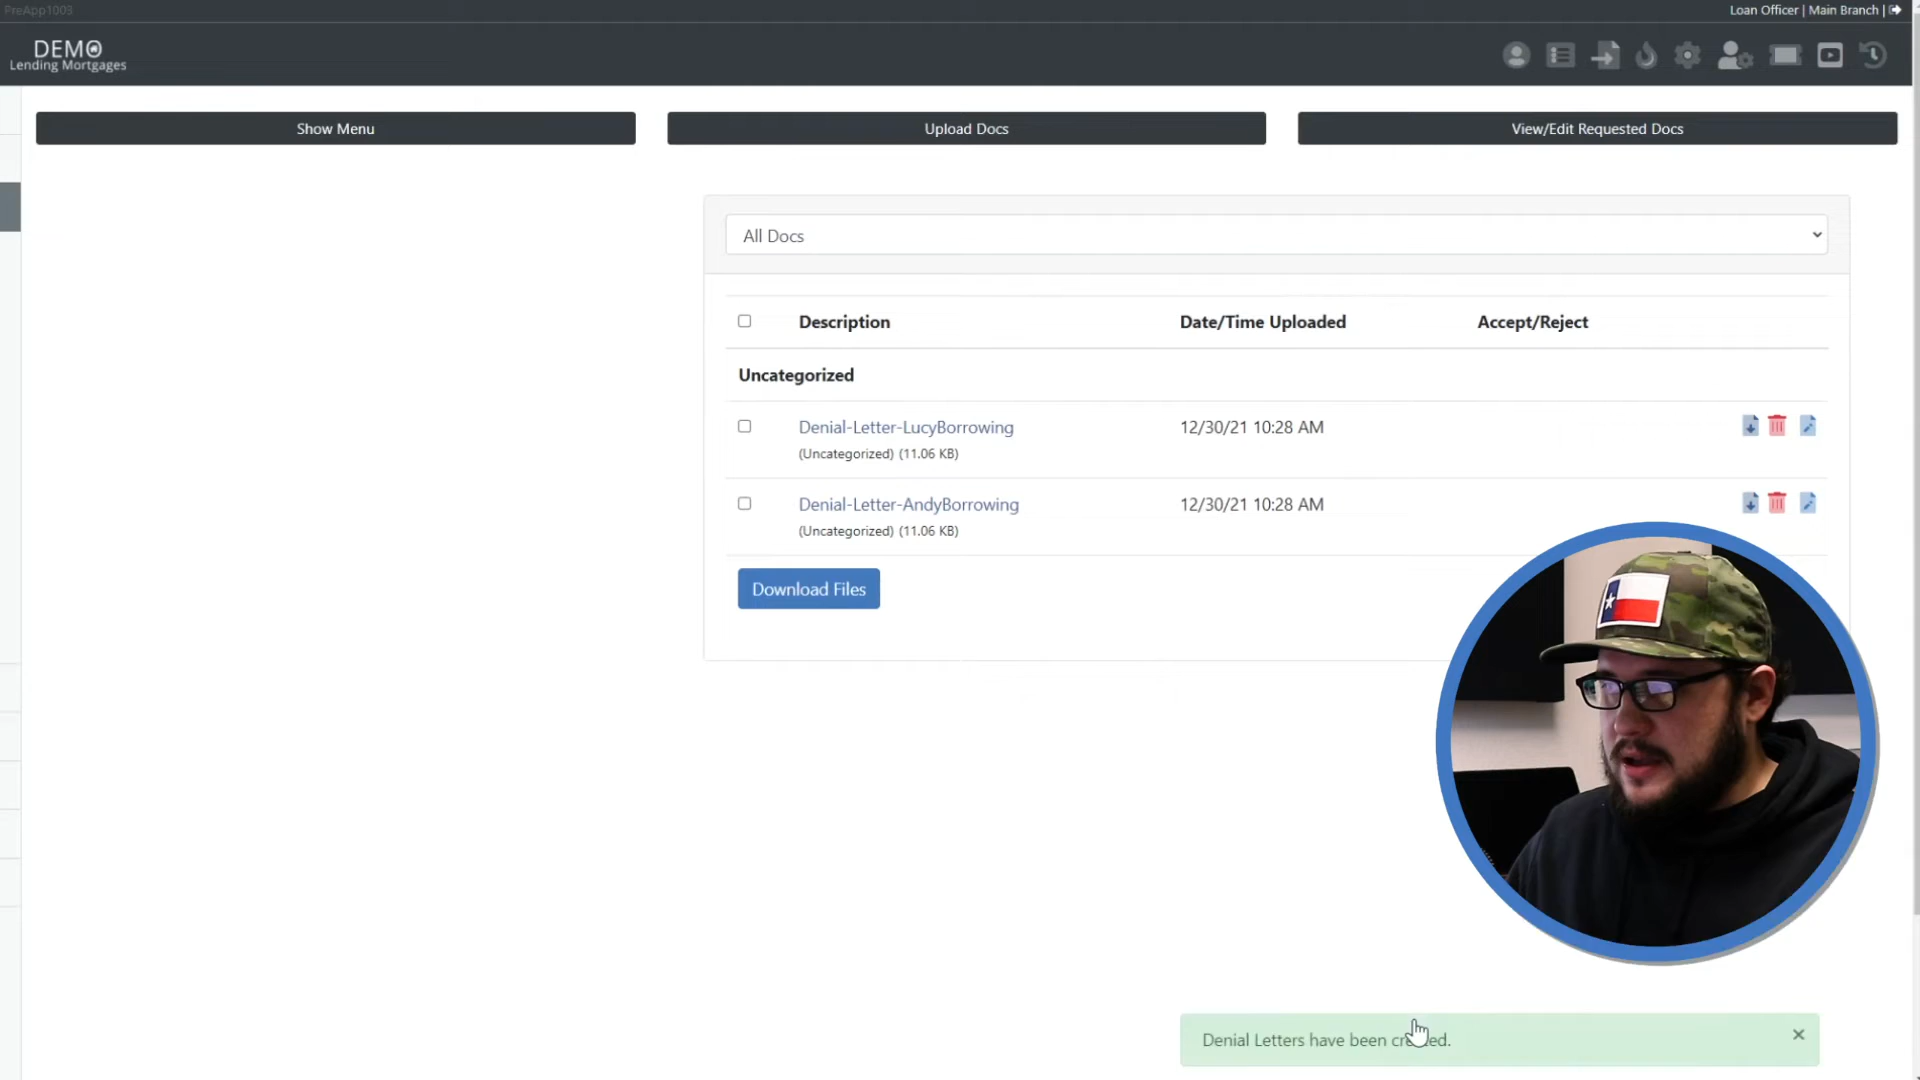 PreApp1003
Loan Officer | Main Branch |
DEMO
Lending Mortgages
Show Menu
Upload Docs
View/Edit Requested Docs
All Docs
Description
Date/Time Uploaded
Accept/Reject
Uncategorized
Denial-Letter-LucyBorrowing
12/30/21 10:28 AM
(Uncategorized) (11.06 KB)
Denial-Letter-AndyBorrowing
12/30/21 10:28 AM
(Uncategorized) (11.06 KB)
Download Files
Denial Letters have been created.